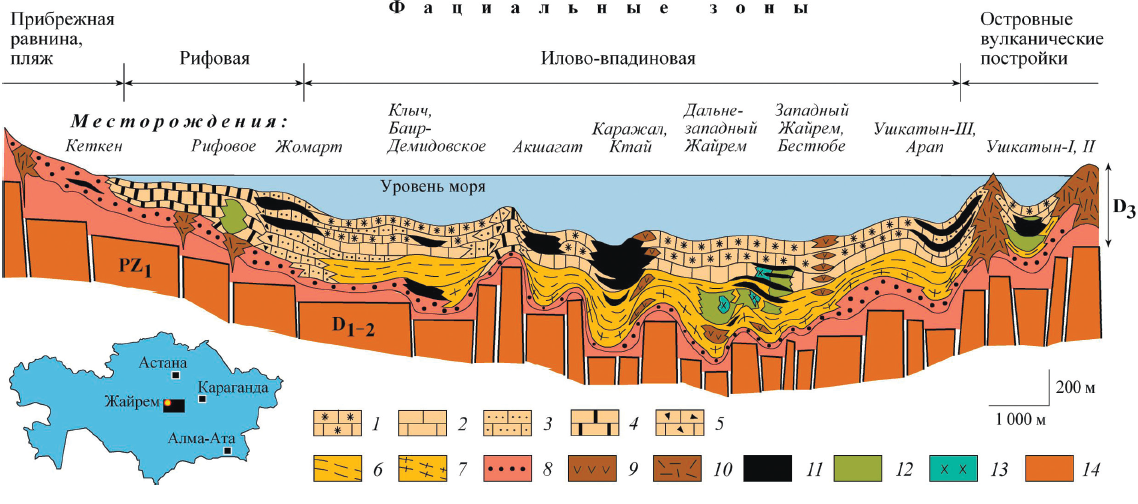 Фациальные зоны
Прибрежная
равнина,
пляж
Рифовая
Илово-впадиновая
Островные
вулканические
постройки
Месторождения:
Кеткен
Рифовое
Жомарт
Клыч,
Баир-
Демидовское
Акшагат
Каражал,
Ктай
Дальне-
западный
Жайрем
Западный
Жайрем,
Бестюбе
Ушкатын-III,
Арап
Ушкатын-I, II
Уровень моря
D3
PZ1
D1–2
Астана
Караганда
Жайрем
Алма-Ата
200 м
1 000 м
1 2 3 4 5
6 7 8 9 10 11 12 13 14